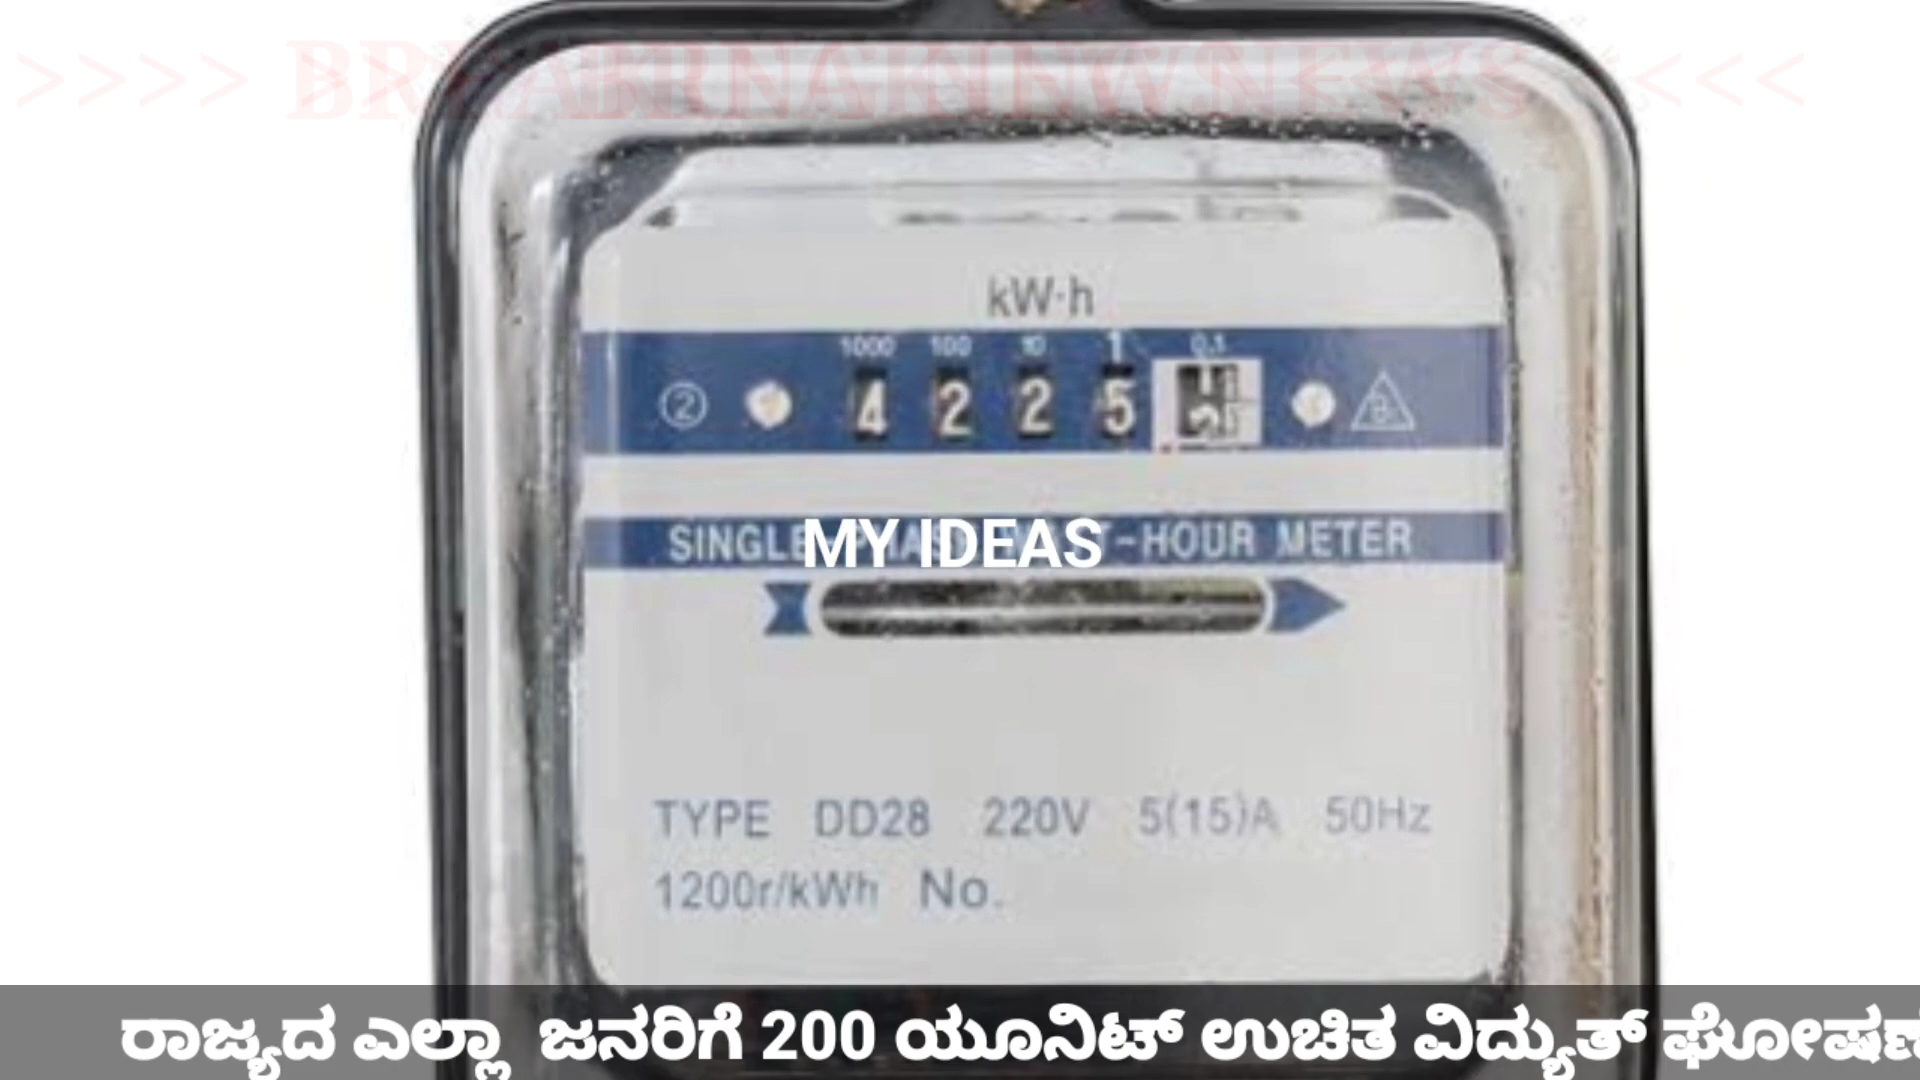 kW·h
1000 100 10 1 0.1
2 4 2 2 5
SINGLE
MY IDEAS
-HOUR METER
TYPE DD28 220V 5(15)A 50Hz
1200r/kWh No.
ರಾಜ್ಯದ ಎಲ್ಲಾ ಜನರಿಗೆ 200 ಯೂನಿಟ್ ಉಚಿತ ವಿದ್ಯುತ್